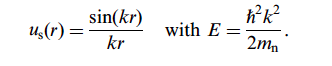 u_s(r) = sin(kr)/kr with E = ħ²k²/2m_n.